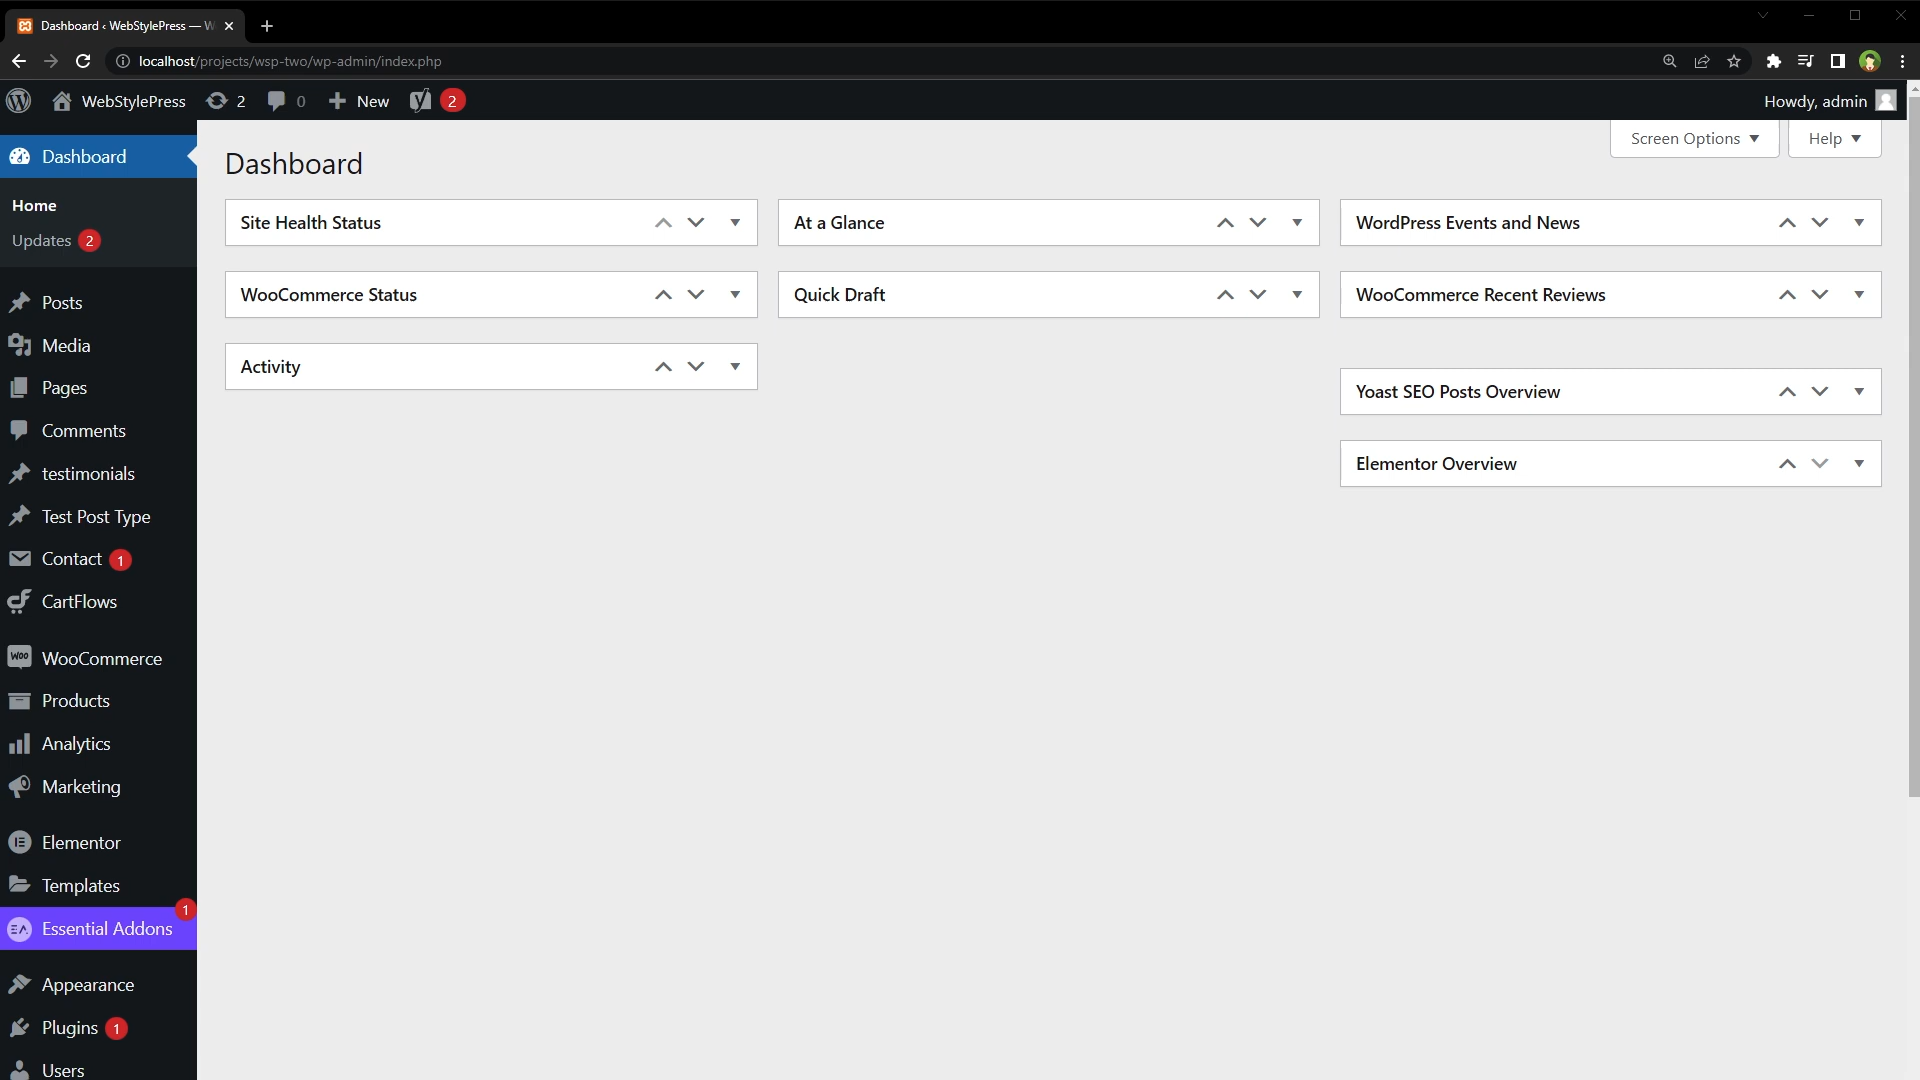 Dashboard ‹ WebStylePress — W
localhost/projects/wsp-two/wp-admin/index.php
WebStylePress 2 0 New 2
Howdy, admin
Screen Options Help
Dashboard
Home
Updates 2
Posts
Media
Pages
Comments
testimonials
Test Post Type
Contact 1
CartFlows
WOO WooCommerce
Products
Analytics
Marketing
Elementor
Templates
1
EA Essential Addons
Appearance
Plugins 1
Users
Dashboard
Site Health Status
WooCommerce Status
Activity
At a Glance
Quick Draft
WordPress Events and News
WooCommerce Recent Reviews
Yoast SEO Posts Overview
Elementor Overview